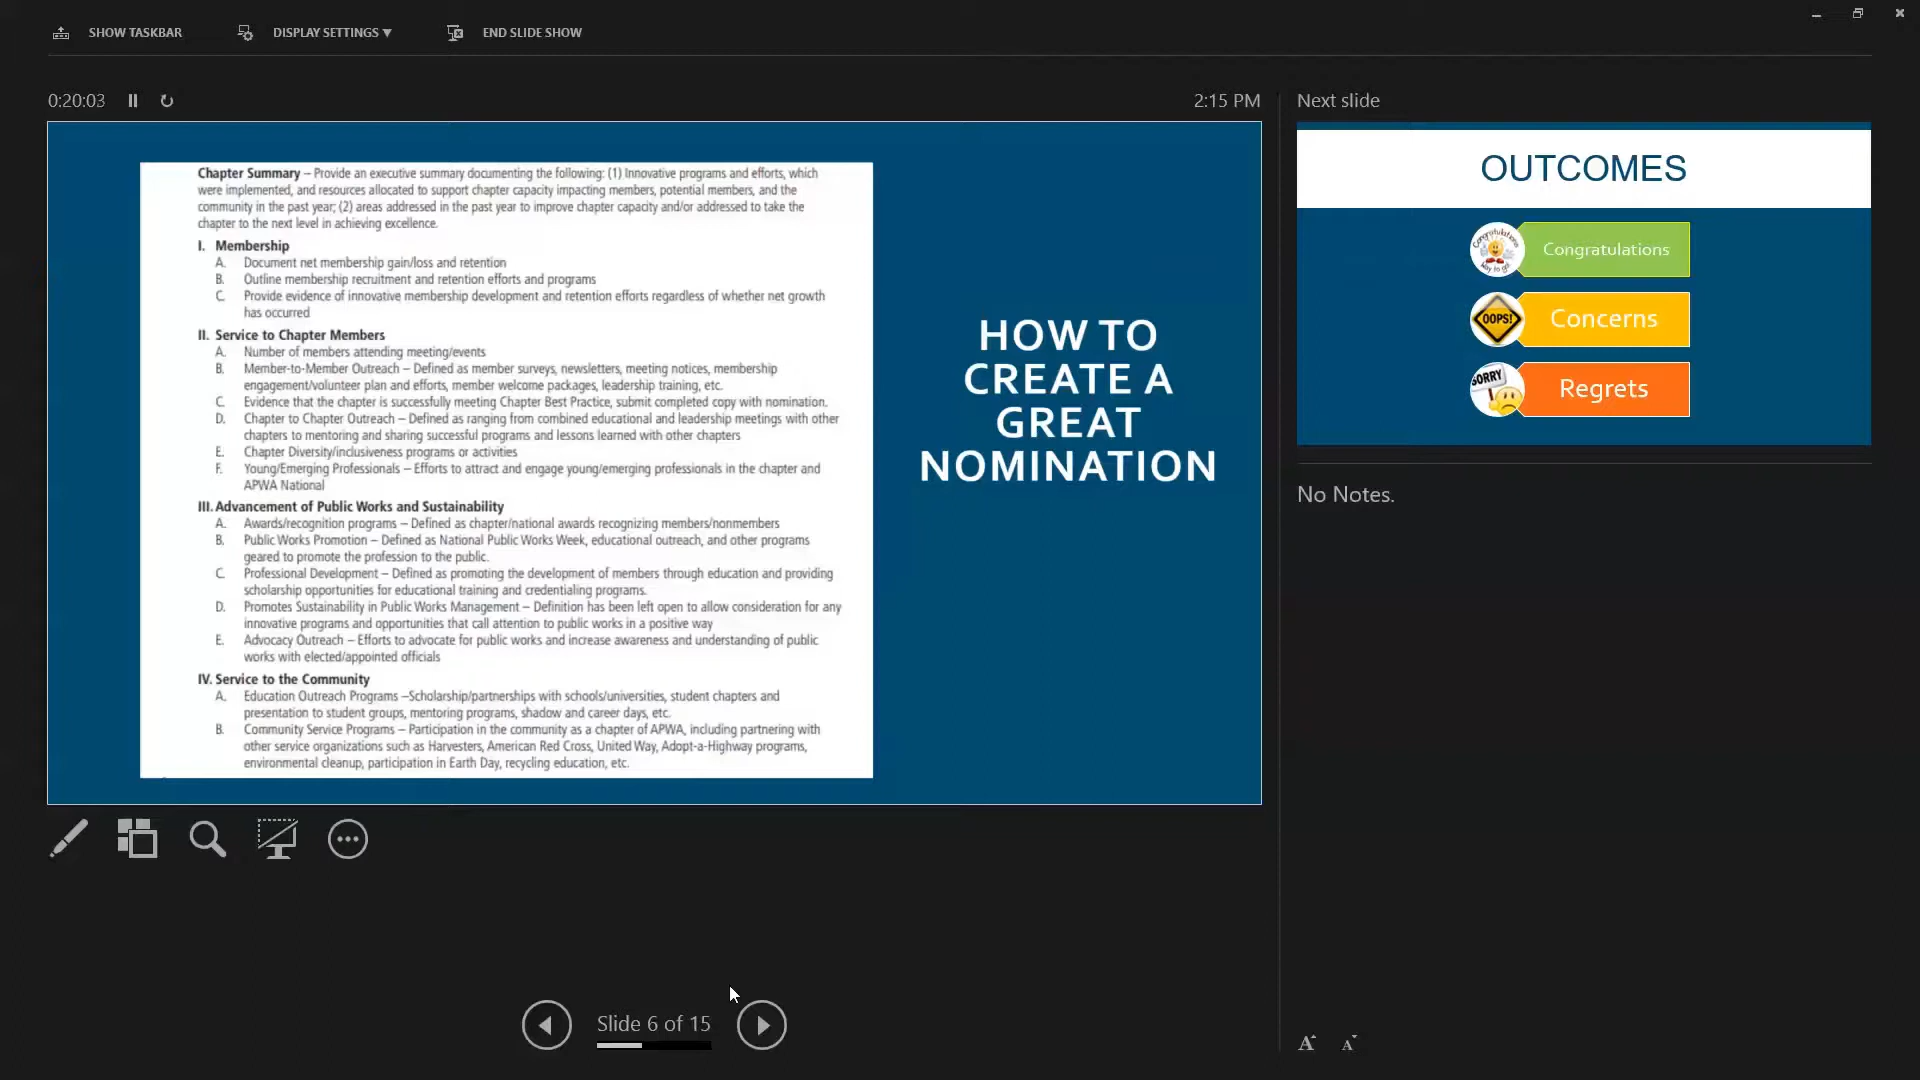 SHOW TASKBAR
DISPLAY SETTINGS ▼
END SLIDE SHOW
0:20:03
2:15 PM
Chapter Summary – Provide an executive summary documenting the following: (1) Innovative programs and efforts, which
were implemented, and resources allocated to support chapter capacity impacting members, potential members, and the
community in the past year; (2) areas addressed in the past year to improve chapter capacity and/or addressed to take the
chapter to the next level in achieving excellence.
I. Membership
A. Document net membership gain/loss and retention
B. Outline membership recruitment and retention efforts and programs
C. Provide evidence of innovative membership development and retention efforts regardless of whether net growth
has occurred
II. Service to Chapter Members
A. Number of members attending meeting/events
B. Member-to-Member Outreach – Defined as member surveys, newsletters, meeting notices, membership
engagement/volunteer plan and efforts, member welcome packages, leadership training, etc.
C. Evidence that the chapter is successfully meeting Chapter Best Practice, submit completed copy with nomination.
D. Chapter to Chapter Outreach – Defined as ranging from combined educational and leadership meetings with other
chapters to mentoring and sharing successful programs and lessons learned with other chapters
E. Chapter Diversity/inclusiveness programs or activities
F. Young/Emerging Professionals – Efforts to attract and engage young/emerging professionals in the chapter and
APWA National
III. Advancement of Public Works and Sustainability
A. Awards/recognition programs – Defined as chapter/national awards recognizing members/nonmembers
B. Public Works Promotion – Defined as National Public Works Week, educational outreach, and other programs
geared to promote the profession to the public.
C. Professional Development – Defined as promoting the development of members through education and providing
scholarship opportunities for educational training and credentialing programs.
D. Promotes Sustainability in Public Works Management – Definition has been left open to allow consideration for any
innovative programs and opportunities that call attention to public works in a positive way
E. Advocacy Outreach – Efforts to advocate for public works and increase awareness and understanding of public
works with elected/appointed officials
IV. Service to the Community
A. Education Outreach Programs –Scholarship/partnerships with schools/universities, student chapters and
presentation to student groups, mentoring programs, shadow and career days, etc.
B. Community Service Programs – Participation in the community as a chapter of APWA, including partnering with
other service organizations such as Harvesters, American Red Cross, United Way, Adopt-a-Highway programs,
environmental cleanup, participation in Earth Day, recycling education, etc.
HOW TO
CREATE A
GREAT
NOMINATION
Slide 6 of 15
Next slide
OUTCOMES
Congratulations
Way to go!
Congratulations
OOPS!
Concerns
SORRY
Regrets
No Notes.
A A